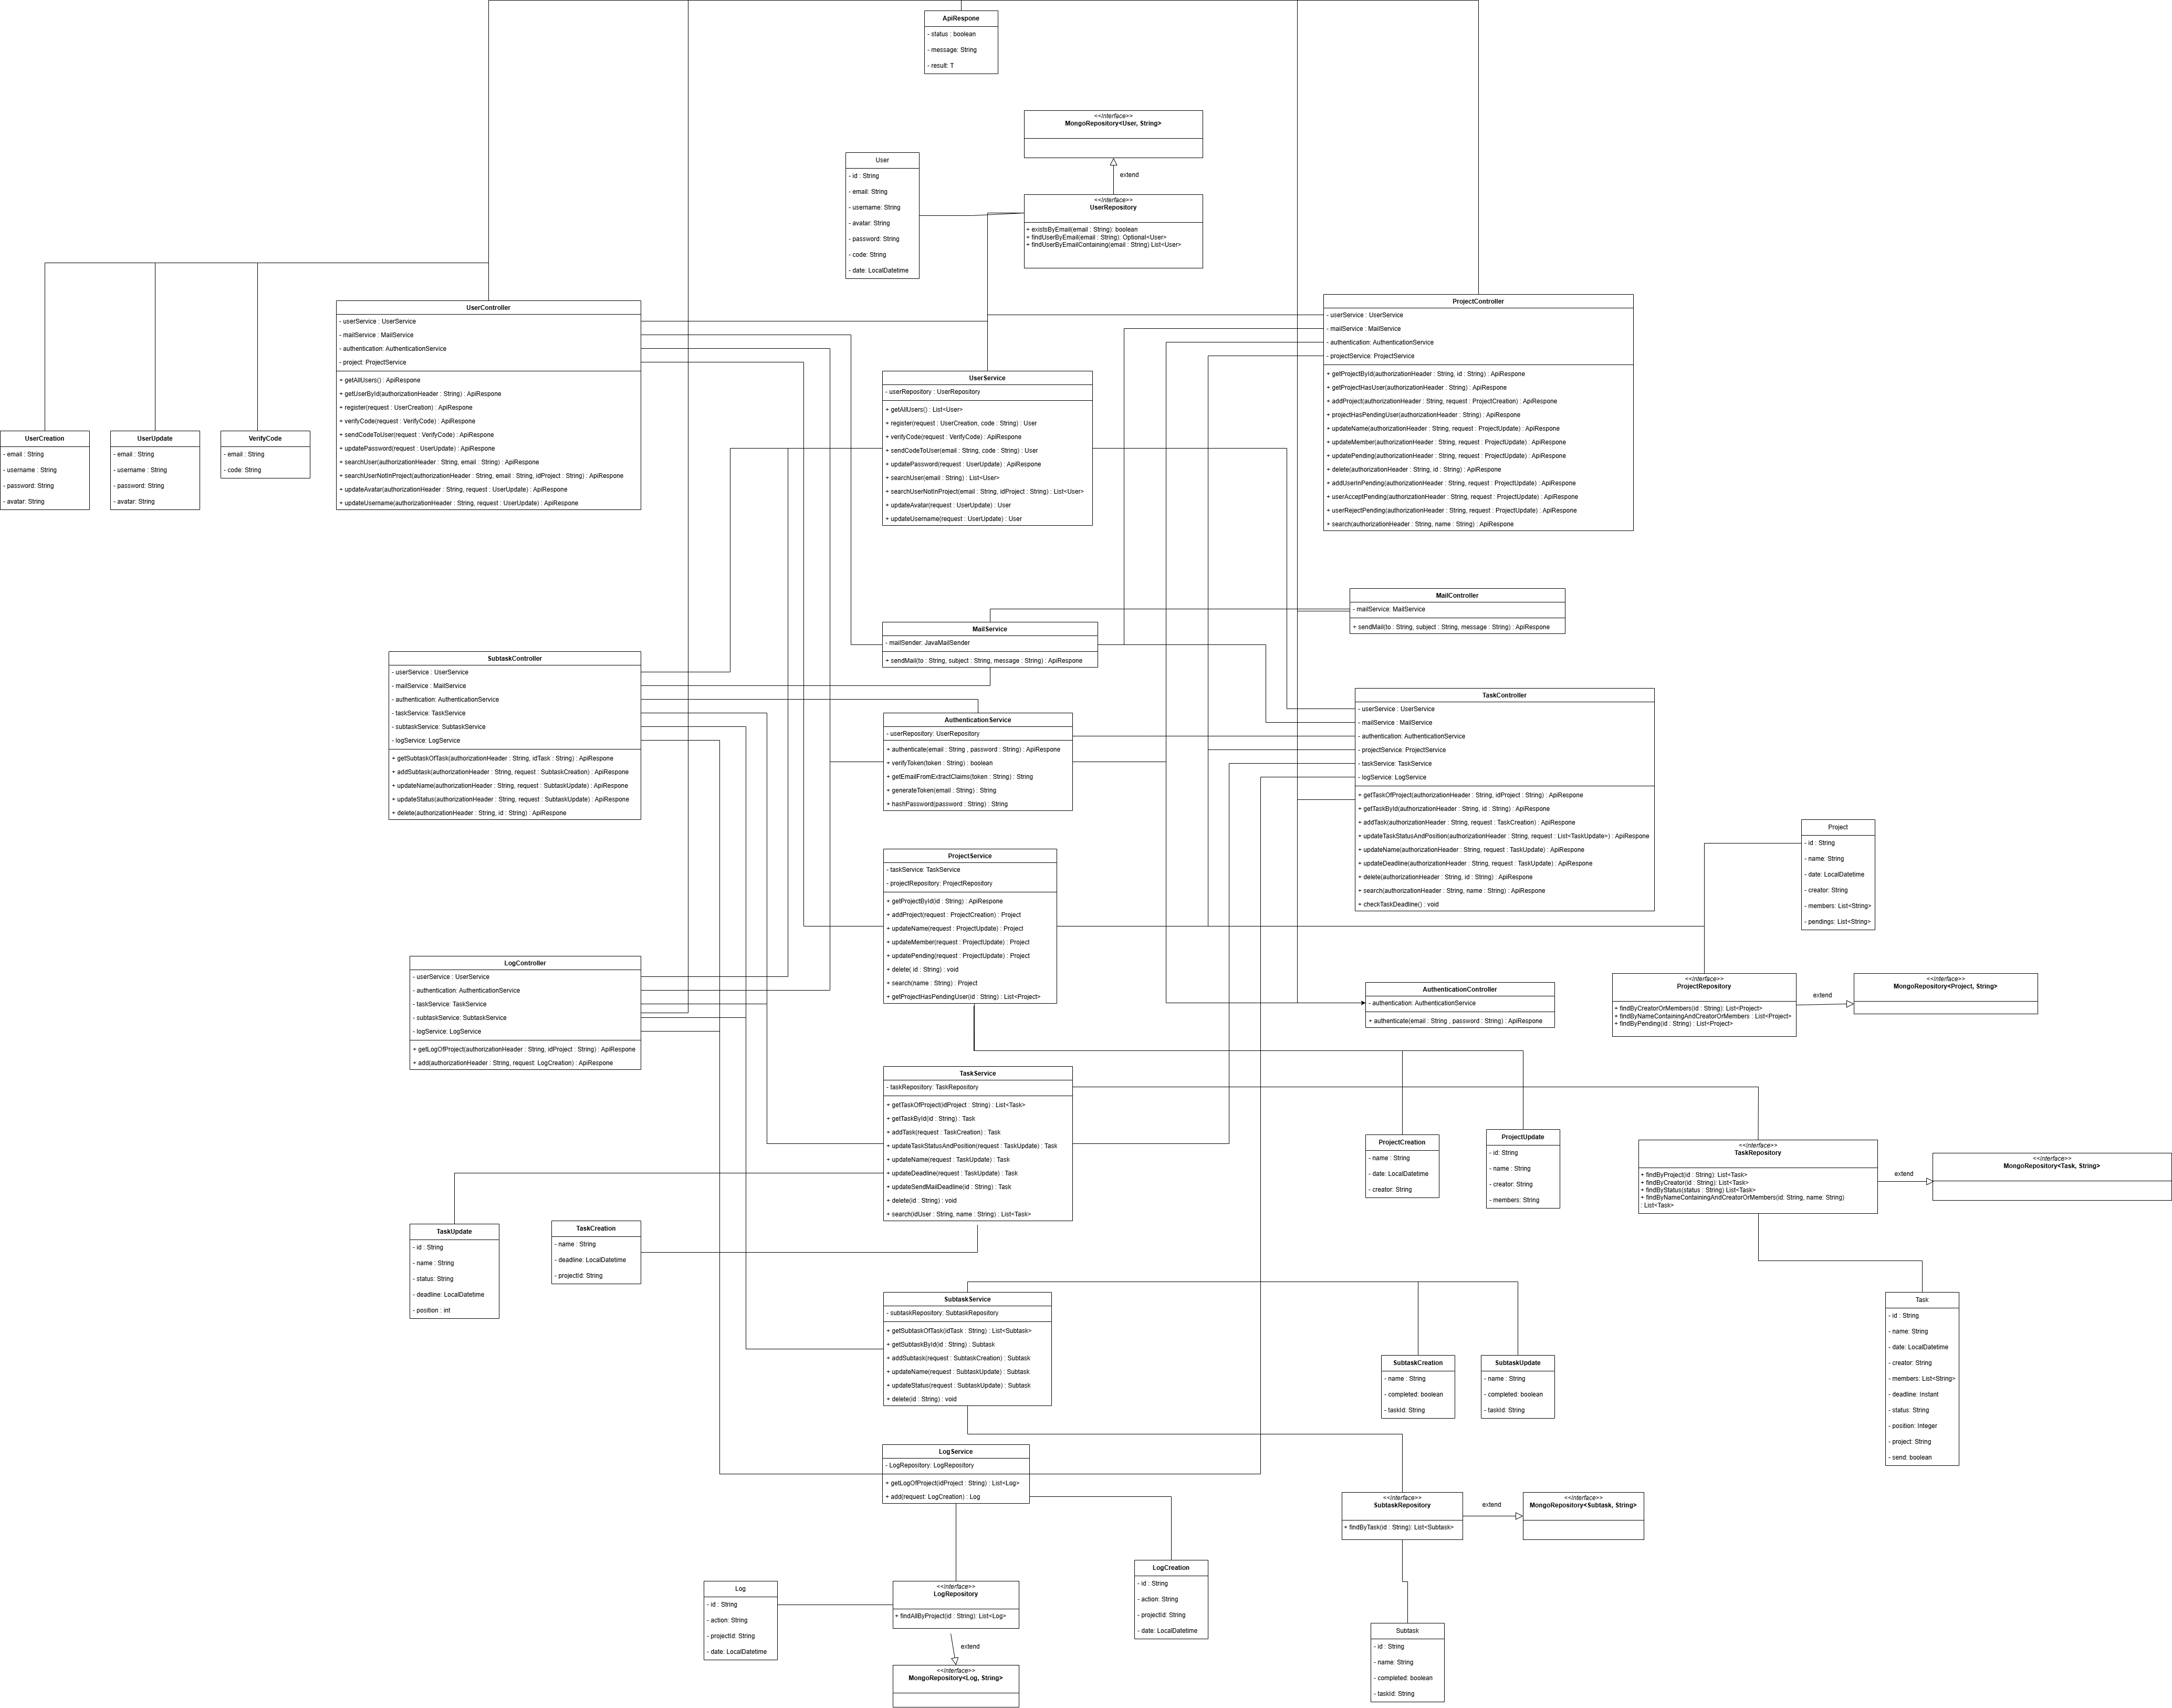 ApiRespone
- status : boolean
- message: String
- result: T
<<Interface>>
MongoRepository<User, String>
extend
User
- id : String
- email: String
- username: String
- avatar: String
- password: String
- code: String
- date: LocalDatetime
<<Interface>>
UserRepository
+ existsByEmail(email : String): boolean
+ findUserByEmail(email : String): Optional<User>
+ findUserByEmailContaining(email : String) List<User>
UserController
- userService : UserService
- mailService : MailService
- authentication: AuthenticationService
- project: ProjectService
+ getAllUsers() : ApiRespone
+ getUserById(authorizationHeader : String) : ApiRespone
+ register(request : UserCreation) : ApiRespone
+ verifyCode(request : VerifyCode) : ApiRespone
+ sendCodeToUser(request : VerifyCode) : ApiRespone
+ updatePassword(request : UserUpdate) : ApiRespone
+ searchUser(authorizationHeader : String, email : String) : ApiRespone
+ searchUserNotInProject(authorizationHeader : String, email : String, idProject : String) : ApiRespone
+ updateAvatar(authorizationHeader : String, request : UserUpdate) : ApiRespone
+ updateUsername(authorizationHeader : String, request : UserUpdate) : ApiRespone
ProjectController
- userService : UserService
- mailService : MailService
- authentication: AuthenticationService
- projectService: ProjectService
+ getProjectById(authorizationHeader : String, id : String) : ApiRespone
+ getProjectHasUser(authorizationHeader : String) : ApiRespone
+ addProject(authorizationHeader : String, request : ProjectCreation) : ApiRespone
+ projectHasPendingUser(authorizationHeader : String) : ApiRespone
+ updateName(authorizationHeader : String, request : ProjectUpdate) : ApiRespone
+ updateMember(authorizationHeader : String, request : ProjectUpdate) : ApiRespone
+ updatePending(authorizationHeader : String, request : ProjectUpdate) : ApiRespone
+ delete(authorizationHeader : String, id : String) : ApiRespone
+ addUserInPending(authorizationHeader : String, request : ProjectUpdate) : ApiRespone
+ userAcceptPending(authorizationHeader : String, request : ProjectUpdate) : ApiRespone
+ userRejectPending(authorizationHeader : String, request : ProjectUpdate) : ApiRespone
+ search(authorizationHeader : String, name : String) : ApiRespone
UserService
- userRepository : UserRepository
+ getAllUsers() : List<User>
+ register(request : UserCreation, code : String) : User
+ verifyCode(request : VerifyCode) : ApiRespone
+ sendCodeToUser(email : String, code : String) : User
+ updatePassword(request : UserUpdate) : ApiRespone
+ searchUser(email : String) : List<User>
+ searchUserNotInProject(email : String, idProject : String) : List<User>
+ updateAvatar(request : UserUpdate) : User
+ updateUsername(request : UserUpdate) : User
UserCreation
- email : String
- username : String
- password: String
- avatar: String
UserUpdate
- email : String
- username : String
- password: String
- avatar: String
VerifyCode
- email : String
- code: String
MailController
- mailService: MailService
+ sendMail(to : String, subject : String, message : String) : ApiRespone
MailService
- mailSender: JavaMailSender
+ sendMail(to : String, subject : String, message : String) : ApiRespone
SubtaskController
- userService : UserService
- mailService : MailService
- authentication: AuthenticationService
- taskService: TaskService
- subtaskService: SubtaskService
- logService: LogService
+ getSubtaskOfTask(authorizationHeader : String, idTask : String) : ApiRespone
+ addSubtask(authorizationHeader : String, request : SubtaskCreation) : ApiRespone
+ updateName(authorizationHeader : String, request : SubtaskUpdate) : ApiRespone
+ updateStatus(authorizationHeader : String, request : SubtaskUpdate) : ApiRespone
+ delete(authorizationHeader : String, id : String) : ApiRespone
TaskController
- userService : UserService
- mailService : MailService
- authentication: AuthenticationService
- projectService: ProjectService
- taskService: TaskService
- logService: LogService
+ getTaskOfProject(authorizationHeader : String, idProject : String) : ApiRespone
+ getTaskById(authorizationHeader : String, id : String) : ApiRespone
+ addTask(authorizationHeader : String, request : TaskCreation) : ApiRespone
+ updateTaskStatusAndPosition(authorizationHeader : String, request : List<TaskUpdate>) : ApiRespone
+ updateName(authorizationHeader : String, request : TaskUpdate) : ApiRespone
+ updateDeadline(authorizationHeader : String, request : TaskUpdate) : ApiRespone
+ delete(authorizationHeader : String, id : String) : ApiRespone
+ search(authorizationHeader : String, name : String) : ApiRespone
+ checkTaskDeadline() : void
AuthenticationService
- userRepository: UserRepository
+ authenticate(email : String , password : String) : ApiRespone
+ verifyToken(token : String) : boolean
+ getEmailFromExtractClaims(token : String) : String
+ generateToken(email : String) : String
+ hashPassword(password : String) : String
Project
- id : String
- name: String
- date: LocalDatetime
- creator: String
- members: List<String>
- pendings: List<String>
ProjectService
- taskService: TaskService
- projectRepository: ProjectRepository
+ getProjectById(id : String) : ApiRespone
+ addProject(request : ProjectCreation) : Project
+ updateName(request : ProjectUpdate) : Project
+ updateMember(request : ProjectUpdate) : Project
+ updatePending(request : ProjectUpdate) : Project
+ delete( id : String) : void
+ search(name : String) : Project
+ getProjectHasPendingUser(id : String) : List<Project>
LogController
- userService : UserService
- authentication: AuthenticationService
- taskService: TaskService
- subtaskService: SubtaskService
- logService: LogService
+ getLogOfProject(authorizationHeader : String, idProject : String) : ApiRespone
+ add(authorizationHeader : String, request: LogCreation) : ApiRespone
AuthenticationController
- authentication: AuthenticationService
+ authenticate(email : String , password : String) : ApiRespone
<<Interface>>
ProjectRepository
+ findByCreatorOrMembers(id : String): List<Project>
+ findByNameContainingAndCreatorOrMembers : List<Project>
+ findByPending(id : String) : List<Project>
extend
<<Interface>>
MongoRepository<Project, String>
TaskService
- taskRepository: TaskRepository
+ getTaskOfProject(idProject : String) : List<Task>
+ getTaskById(id : String) : Task
+ addTask(request : TaskCreation) : Task
+ updateTaskStatusAndPosition(request : TaskUpdate) : Task
+ updateName(request : TaskUpdate) : Task
+ updateDeadline(request : TaskUpdate) : Task
+ updateSendMailDeadline(id : String) : Task
+ delete(id : String) : void
+ search(idUser : String, name : String) : List<Task>
ProjectCreation
- name : String
- date: LocalDatetime
- creator: String
ProjectUpdate
- id: String
- name : String
- creator: String
- members: String
<<Interface>>
TaskRepository
+ findByProject(id : String): List<Task>
+ findByCreator(id : String): List<Task>
+ findByStatus(status : String) List<Task>
+ findByNameContainingAndCreatorOrMembers(id: String, name: String)
: List<Task>
extend
<<Interface>>
MongoRepository<Task, String>
TaskUpdate
- id : String
- name : String
- status: String
- deadline: LocalDatetime
- position : int
TaskCreation
- name : String
- deadline: LocalDatetime
- projectId: String
SubtaskService
- subtaskRepository: SubtaskRepository
+ getSubtaskOfTask(idTask : String) : List<Subtask>
+ getSubtaskById(id : String) : Subtask
+ addSubtask(request : SubtaskCreation) : Subtask
+ updateName(request : SubtaskUpdate) : Subtask
+ updateStatus(request : SubtaskUpdate) : Subtask
+ delete(id : String) : void
SubtaskCreation
- name : String
- completed: boolean
- taskId: String
SubtaskUpdate
- name : String
- completed: boolean
- taskId: String
Task
- id : String
- name: String
- date: LocalDatetime
- creator: String
- members: List<String>
- deadline: Instant
- status: String
- position: Integer
- project: String
- send: boolean
LogService
- LogRepository: LogRepository
+ getLogOfProject(idProject : String) : List<Log>
+ add(request: LogCreation) : Log
<<Interface>>
SubtaskRepository
+ findByTask(id : String): List<Subtask>
extend
<<Interface>>
MongoRepository<Subtask, String>
LogCreation
- id : String
- action: String
- projectId: String
- date: LocalDatetime
Log
- id : String
- action: String
- projectId: String
- date: LocalDatetime
<<Interface>>
LogRepository
+ findAllByProject(id : String): List<Log>
extend
<<Interface>>
MongoRepository<Log, String>
Subtask
- id : String
- name: String
- completed: boolean
- taskId: String